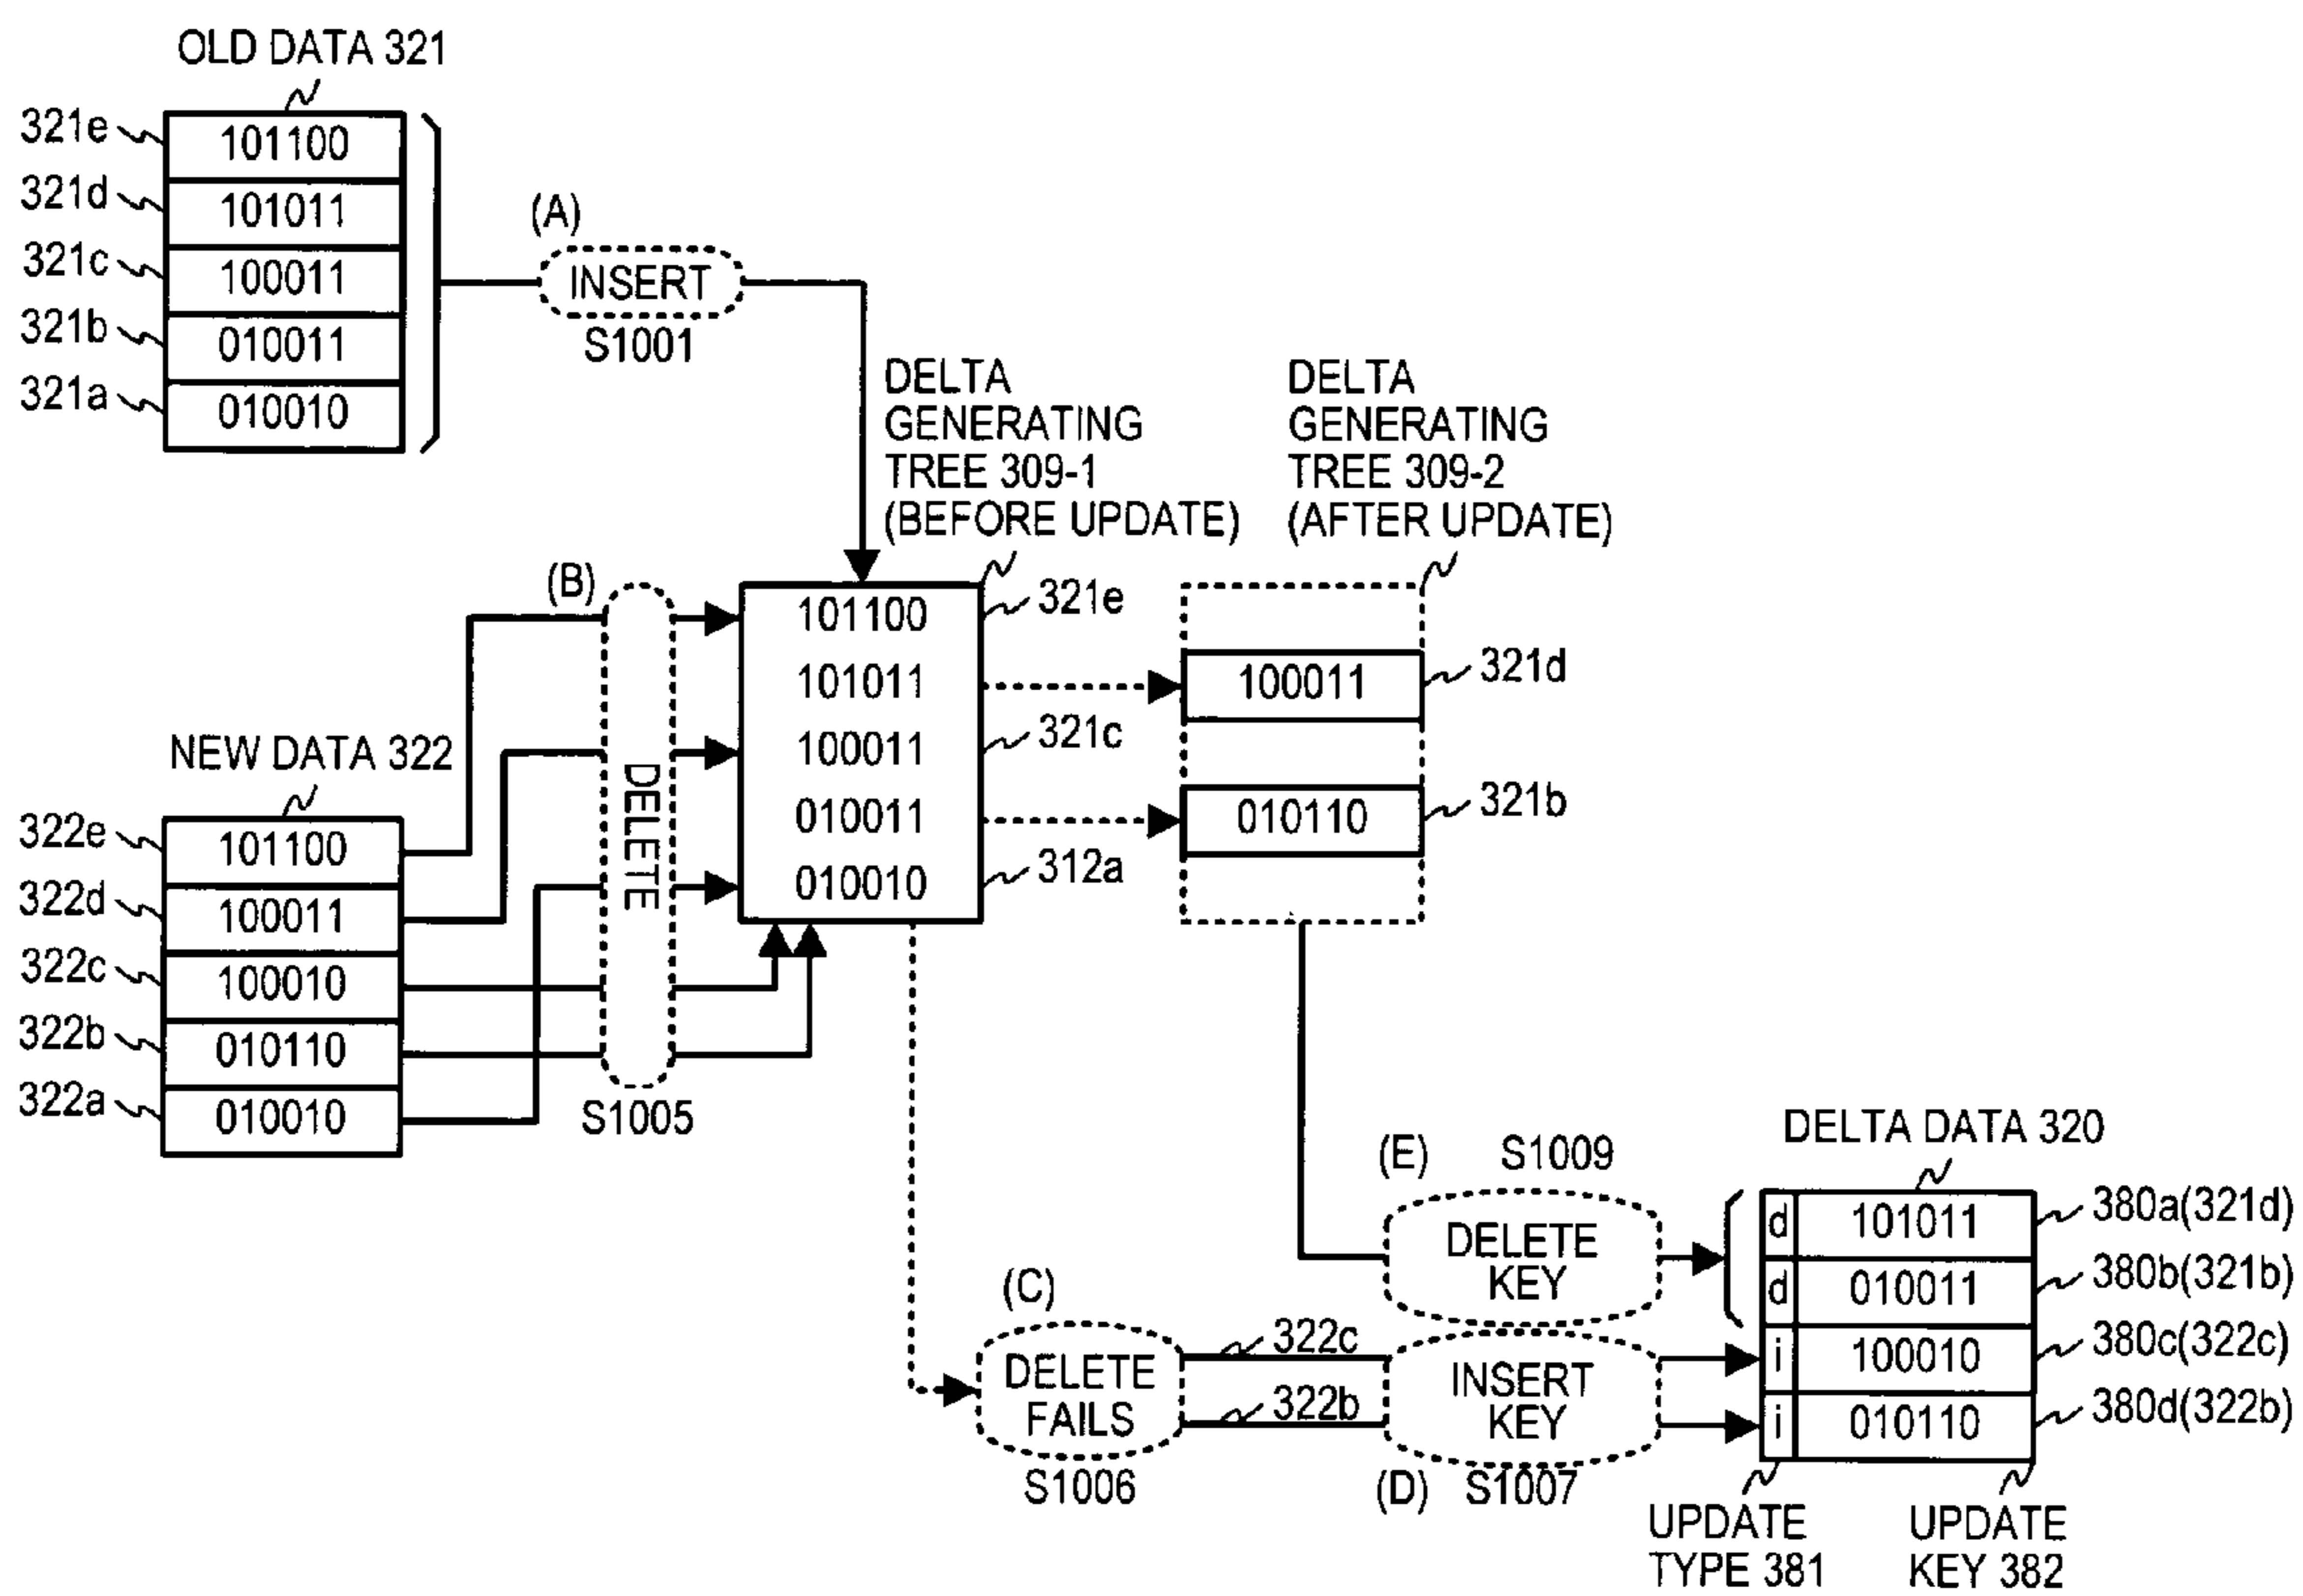 OLD DATA 321
321e
101100
321d
101011
321c
100011
321b
010011
321a
010010
(A)
INSERT
S1001
DELTA
GENERATING
TREE 309-1
(BEFORE UPDATE)
DELTA
GENERATING
TREE 309-2
(AFTER UPDATE)
(B)
DELETE
S1005
101100
321e
101011
100011
321c
010011
010010
312a
100011
321d
010110
321b
NEW DATA 322
322e
101100
322d
100011
322c
100010
322b
010110
322a
010010
(E)
S1009
DELETE
KEY
(C)
DELETE
FAILS
S1006
322c
322b
INSERT
KEY
(D)
S1007
DELTA DATA 320
d 101011 380a(321d)
d 010011 380b(321b)
i 100010 380c(322c)
i 010110 380d(322b)
UPDATE
TYPE 381
UPDATE
KEY 382